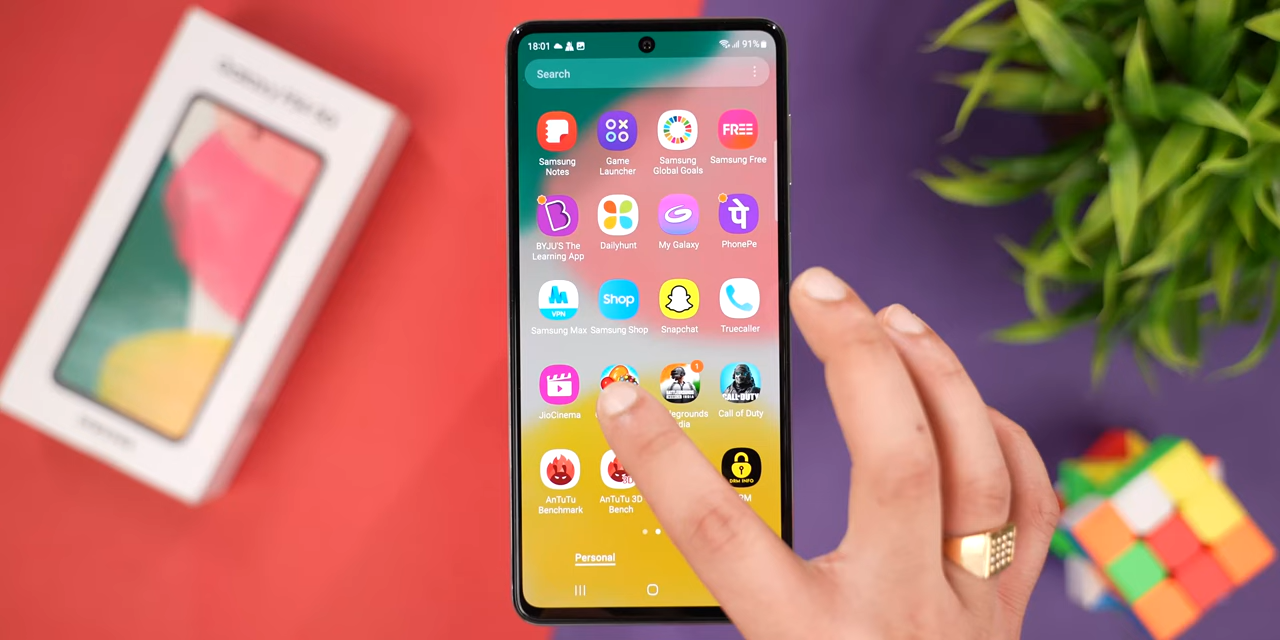 18:01
91%
Search
FREE
Samsung
Notes
Game
Launcher
Samsung
Global Goals
Samsung Free
B
पे
BYJU'S The
Learning App
Dailyhunt
My Galaxy
PhonePe
VPN
Shop
Samsung Max
Samsung Shop
Snapchat
Truecaller
1
CALL OF DUTY
JioCinema
legrounds
dia
Call of Duty
DRM INFO
AnTuTu
Benchmark
AnTuTu 3D
Bench
Personal